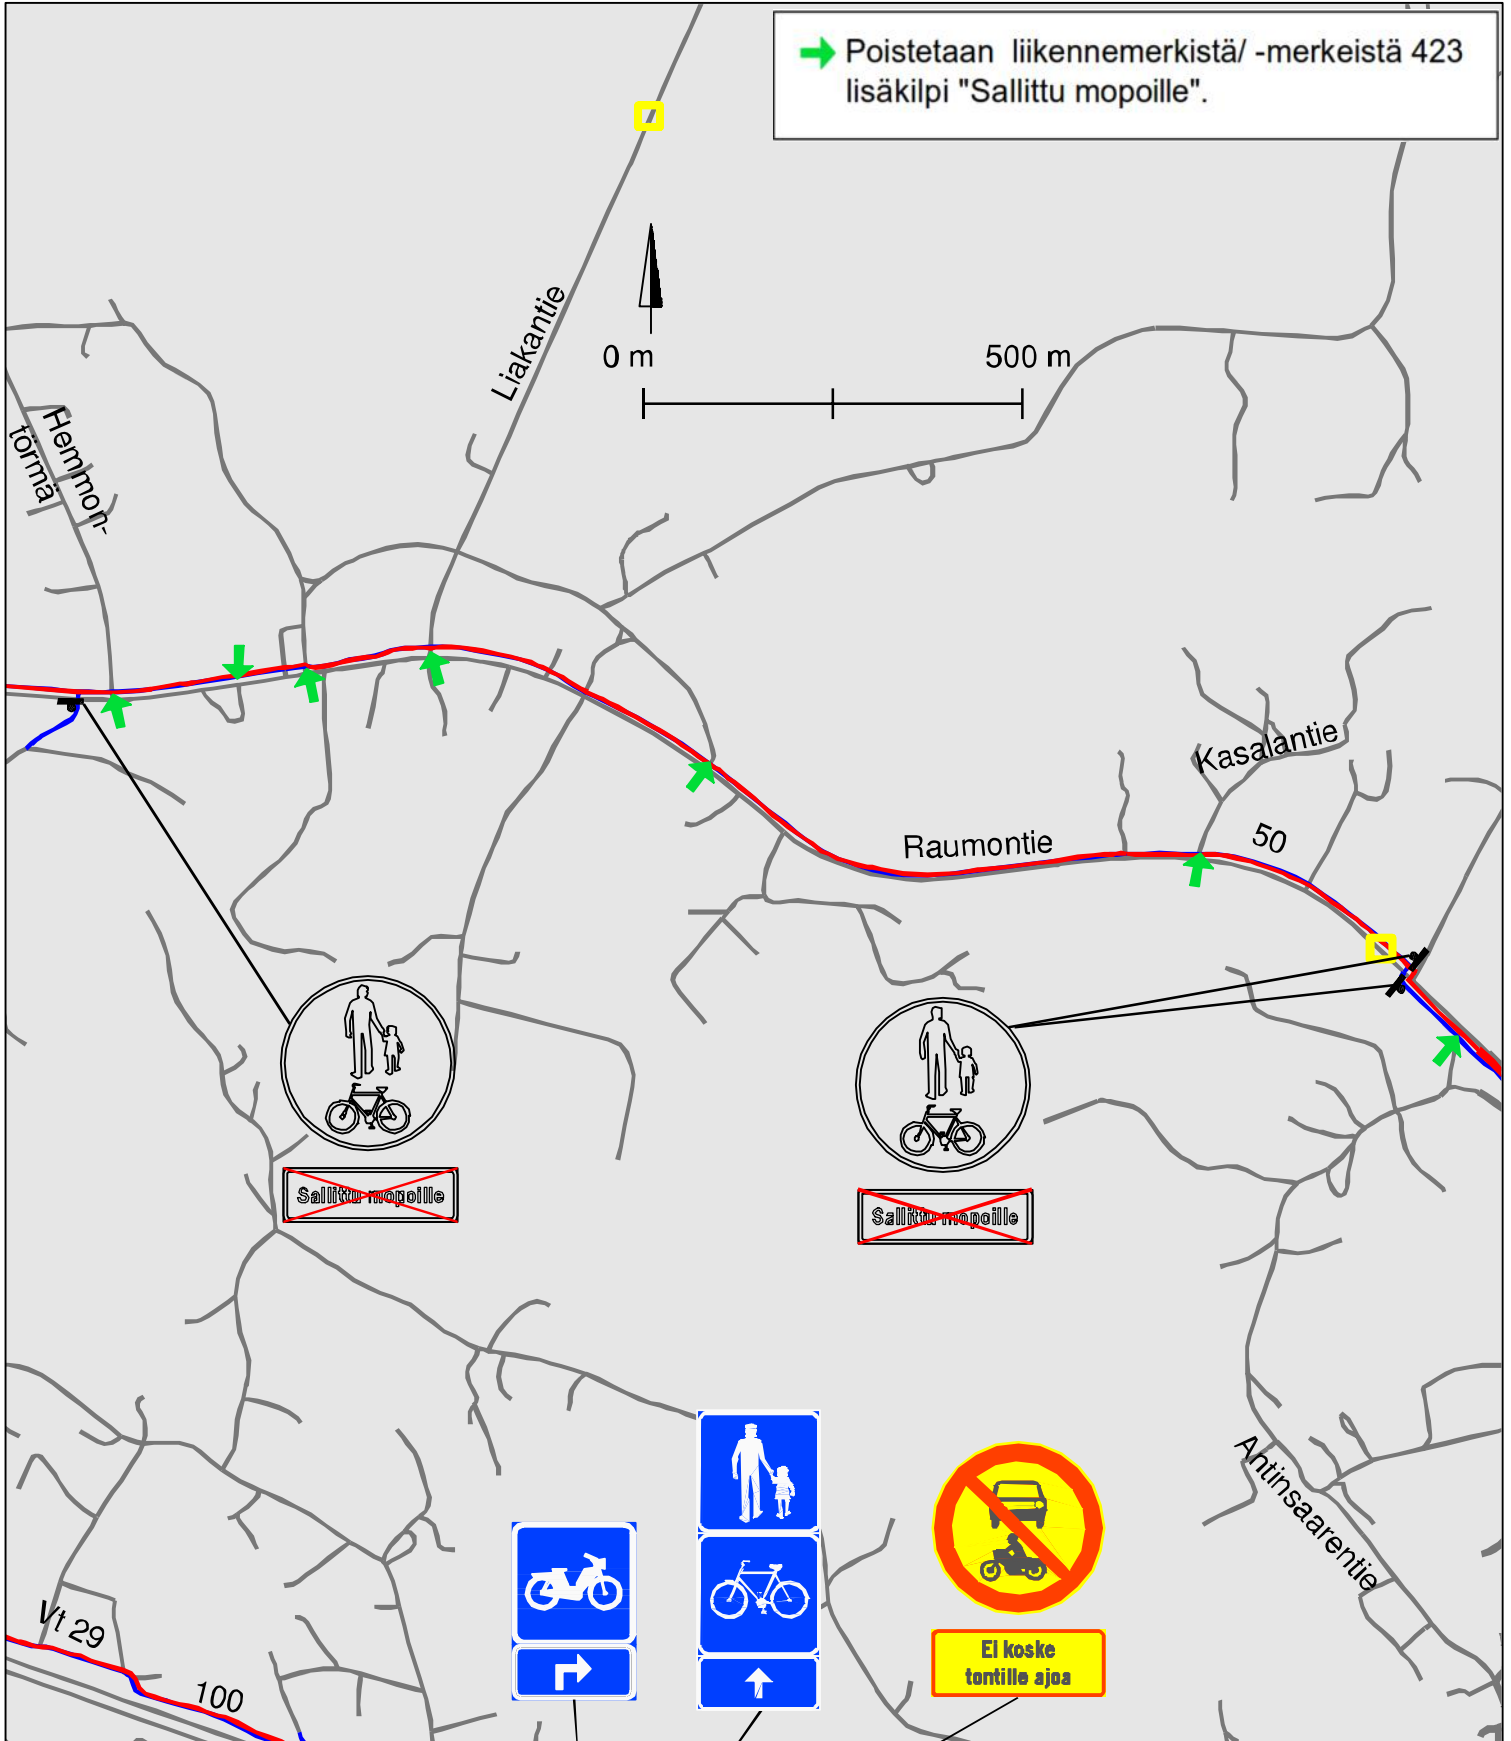 Poistetaan liikennemerkistä/ -merkeistä 423
lisäkilpi "Sallittu mopoille".
Liakantie
0 m
500 m
Hemmon-
törmä
Kasalantie
Raumontie
50
Sallittu mopoille
Sallittu mopoille
Antinsaarentie
Vt 29
100
Ei koske
tontille ajoa